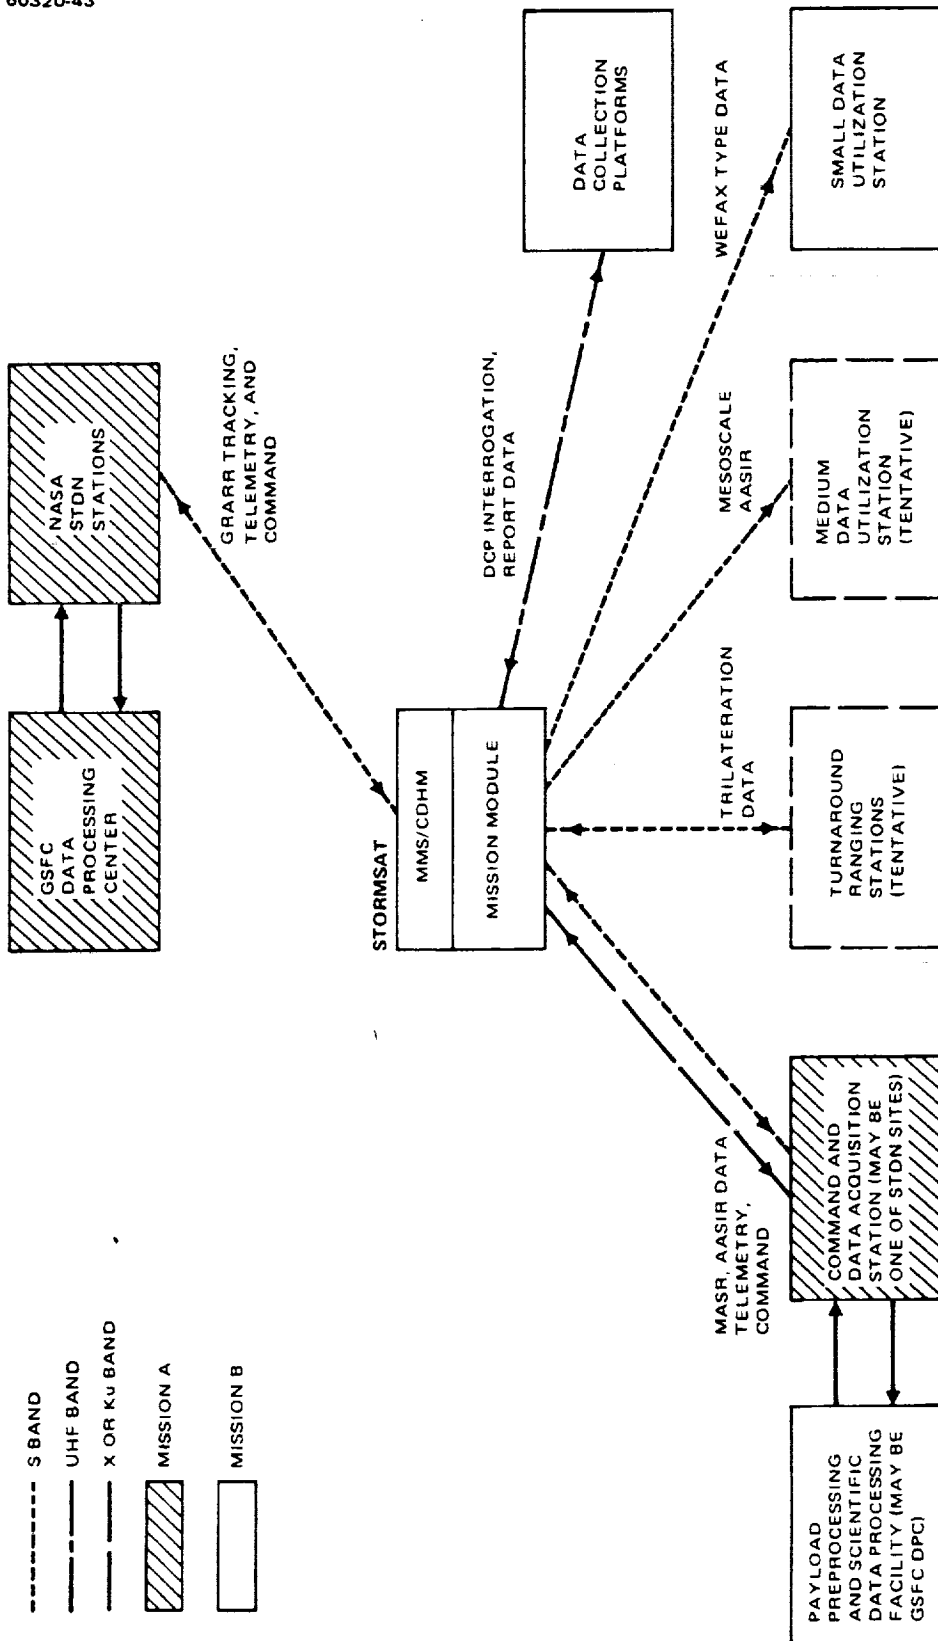 60320-43
S BAND
UHF BAND
X OR Ku BAND
MISSION A
MISSION B
GSFC
DATA
PROCESSING
CENTER
NASA
STDN
STATIONS
GRARR TRACKING,
TELEMETRY, AND
COMMAND
STORMSAT
MMS/CDHM
MISSION MODULE
DCP INTERROGATION,
REPORT DATA
DATA
COLLECTION
PLATFORMS
MASR, AASIR DATA
TELEMETRY,
COMMAND
TRILATERATION
DATA
MESOSCALE
AASIR
WEFAX TYPE DATA
PAYLOAD
PREPROCESSING
AND SCIENTIFIC
DATA PROCESSING
FACILITY (MAY BE
GSFC DPC)
COMMAND AND
DATA ACQUISITION
STATION (MAY BE
ONE OF STDN SITES)
TURNAROUND
RANGING
STATIONS
(TENTATIVE)
MEDIUM
DATA
UTILIZATION
STATION
(TENTATIVE)
SMALL DATA
UTILIZATION
STATION